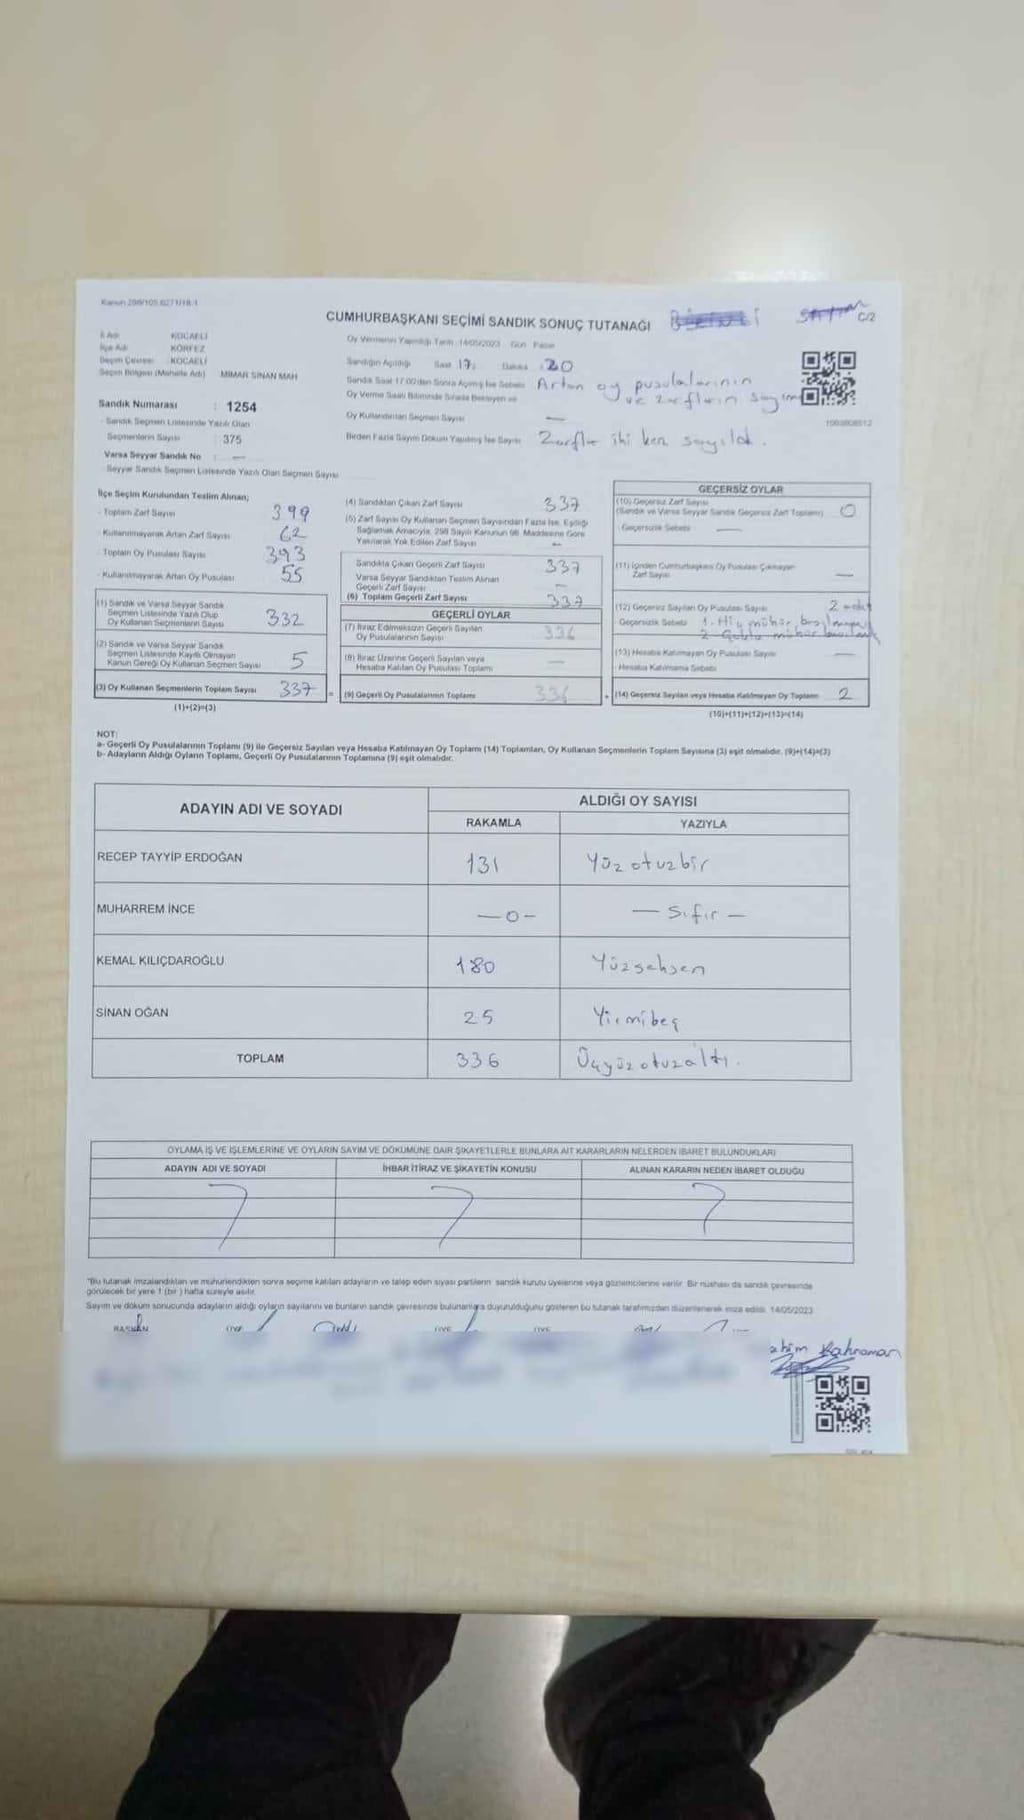 Kanun 298/105 6271/18-1
CUMHURBAŞKANI SEÇİMİ SANDIK SONUÇ TUTANAĞI
C/2
İl Adı KOCAELİ
İlçe Adı KÖRFEZ
Seçim Çevresi : KOCAELİ
Seçim Bölgesi (Mahalle Adı) MİMAR SİNAN MAH
Sandık Numarası : 1254
- Sandık Seçmen Listesinde Yazılı Olan
Seçmenlerin Sayısı : 375
Varsa Seyyar Sandık No : —
- Seyyar Sandık Seçmen Listesinde Yazılı Olan Seçmen Sayısı
Oy Vermenin Yapıldığı Tarih : 14/05/2023 Gün Pazar
Sandığın Açıldığı Saat 17: Dakika : 20
Sandık Saat 17:00'den Sonra Açılmış İse Sebebi Artan oy pusulalarının
ve zarfların sayımı
Oy Verme Saati Bitiminde Sırada Bekleyen ve
Oy Kullandırılan Seçmen Sayısı —
Birden Fazla Sayım Döküm Yapılmış İse Sayısı Zarflar iki kez sayıldı.
İlçe Seçim Kurulundan Teslim Alınan;
- Toplam Zarf Sayısı 399
- Kullanılmayarak Artan Zarf Sayısı 62
- Toplam Oy Pusulası Sayısı 393
- Kullanılmayarak Artan Oy Pusulası 55
(1) Sandık ve Varsa Seyyar Sandık
Seçmen Listesinde Yazılı Olup
Oy Kullanan Seçmenlerin Sayısı 332
(2) Sandık ve Varsa Seyyar Sandık
Seçmen Listesinde Kayıtlı Olmayan
Kanun Gereği Oy Kullanan Seçmen Sayısı 5
(3) Oy Kullanan Seçmenlerin Toplam Sayısı 337
(1)+(2)=(3)
(4) Sandıktan Çıkan Zarf Sayısı 337
(5) Zarf Sayısı Oy Kullanan Seçmen Sayısından Fazla İse, Eşitliği
Sağlamak Amacıyla, 298 Sayılı Kanunun 98. Maddesine Göre
Yakılarak Yok Edilen Zarf Sayısı —
Sandıkta Çıkan Geçerli Zarf Sayısı 337
Varsa Seyyar Sandıktan Teslim Alınan
Geçerli Zarf Sayısı —
(6) Toplam Geçerli Zarf Sayısı 337
GEÇERLİ OYLAR
(7) İtiraz Edilmeksizin Geçerli Sayılan
Oy Pusulalarının Sayısı 336
(8) İtiraz Üzerine Geçerli Sayılan veya
Hesaba Katılan Oy Pusulası Toplamı —
(9) Geçerli Oy Pusulalarının Toplamı 336
GEÇERSİZ OYLAR
(10) Geçersiz Zarf Sayısı
(Sandık ve Varsa Seyyar Sandık Geçersiz Zarf Toplamı) 0
- Geçersizlik Sebebi —
(11) İçinden Cumhurbaşkanı Oy Pusulası Çıkmayan
Zarf Sayısı —
(12) Geçersiz Sayılan Oy Pusulası Sayısı 2 adet
Geçersizlik Sebebi 1- Hiç mühür basılmamış
2-
(13) Hesaba Katılmayan Oy Pusulası Sayısı —
- Hesaba Katılmama Sebebi
(14) Geçersiz Sayılan veya Hesaba Katılmayan Oy Toplamı 2
(10)+(11)+(12)+(13)=(14)
NOT:
a- Geçerli Oy Pusulalarının Toplamı (9) ile Geçersiz Sayılan veya Hesaba Katılmayan Oy Toplamı (14) Toplamları, Oy Kullanan Seçmenlerin Toplam Sayısına (3) eşit olmalıdır. (9)+(14)=(3)
b- Adayların Aldığı Oyların Toplamı, Geçerli Oy Pusulalarının Toplamına (9) eşit olmalıdır.
ADAYIN ADI VE SOYADI ALDIĞI OY SAYISI
RAKAMLA YAZIYLA
RECEP TAYYİP ERDOĞAN 131 Yüz otuzbir
MUHARREM İNCE —0— — Sıfır —
KEMAL KILIÇDAROĞLU 180 Yüzseksen
SİNAN OĞAN 25 Yirmibeş
TOPLAM 336 Üçyüzotuzaltı.
OYLAMA İŞ VE İŞLEMLERİNE VE OYLARIN SAYIM VE DÖKÜMÜNE DAİR ŞİKAYETLERLE BUNLARA AİT KARARLARIN NELERDEN İBARET BULUNDUKLARI
ADAYIN ADI VE SOYADI İHBAR İTİRAZ VE ŞİKAYETİN KONUSU ALINAN KARARIN NEDEN İBARET OLDUĞU
*Bu tutanak imzalandıktan ve mühürlendikten sonra seçime katılan adayların ve talep eden siyasi partilerin sandık kurulu üyelerine veya gözlemcilerine verilir. Bir nüshası da sandık çevresinde
görülecek bir yere 1 (bir) hafta süreyle asılır.
Sayım ve döküm sonucunda adayların aldığı oyların sayılarını ve bunların sandık çevresinde bulunanlara duyurulduğunu gösteren bu tutanak tarafımızdan düzenlenerek imza edildi. 14/05/2023
BAŞKAN ÜYE ÜYE ÜYE
Kahraman